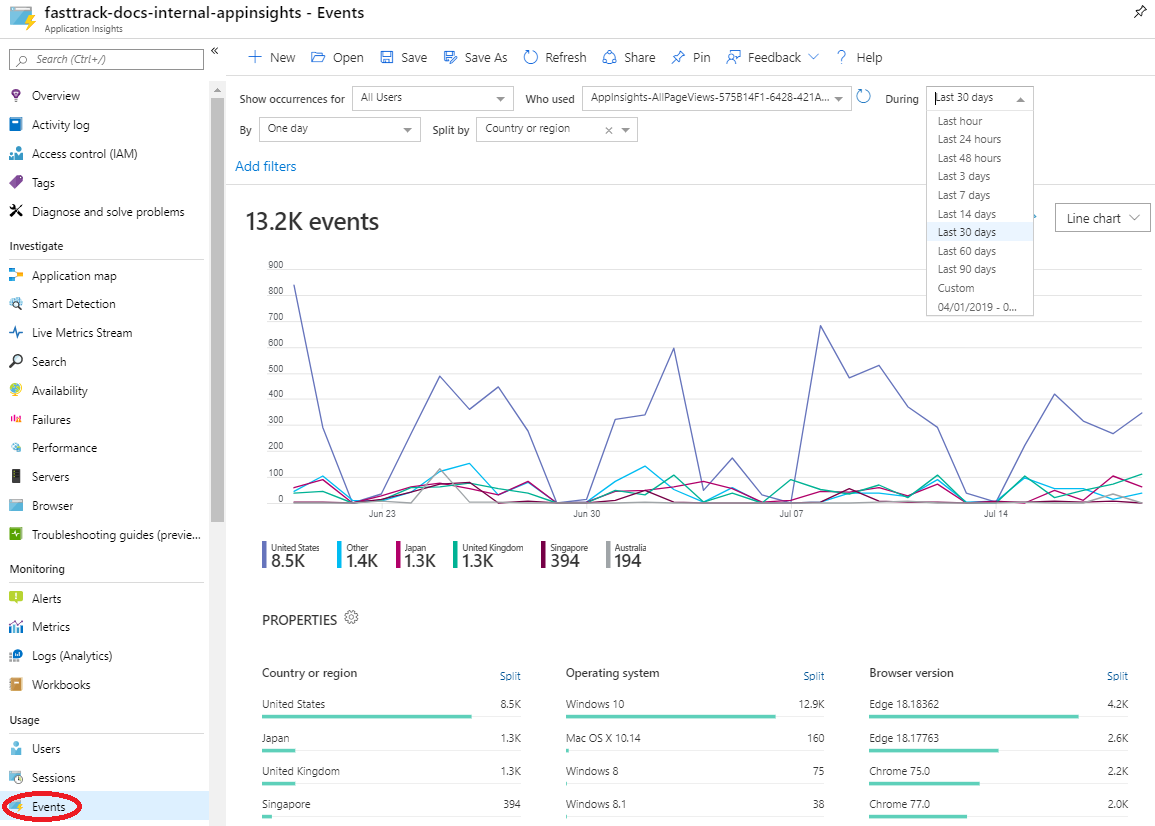 fasttrack-docs-internal-appinsights - Events
Application Insights
Search (Ctrl+/)
«
Overview
Activity log
Access control (IAM)
Tags
Diagnose and solve problems
Investigate
Application map
Smart Detection
Live Metrics Stream
Search
Availability
Failures
Performance
Servers
Browser
Troubleshooting guides (previe...
Monitoring
Alerts
Metrics
Logs (Analytics)
Workbooks
Usage
Users
Sessions
Events
New Open Save Save As Refresh Share Pin Feedback ? Help
Show occurrences for All Users Who used AppInsights-AllPageViews-575B14F1-6428-421A... During Last 30 days
By One day Split by Country or region
Add filters
Last hour
Last 24 hours
Last 48 hours
Last 3 days
Last 7 days
Last 14 days
Last 30 days
Last 60 days
Last 90 days
Custom
04/01/2019 - 0...
13.2K events
Line chart
900
800
700
600
500
400
300
200
100
0
Jun 23 Jun 30 Jul 07 Jul 14
United States Other Japan United Kingdom Singapore Australia
8.5K 1.4K 1.3K 1.3K 394 194
PROPERTIES
Country or region Split
United States 8.5K
Japan 1.3K
United Kingdom 1.3K
Singapore 394
Operating system Split
Windows 10 12.9K
Mac OS X 10.14 160
Windows 8 75
Windows 8.1 38
Browser version Split
Edge 18.18362 4.2K
Edge 18.17763 2.6K
Chrome 75.0 2.2K
Chrome 77.0 2.0K